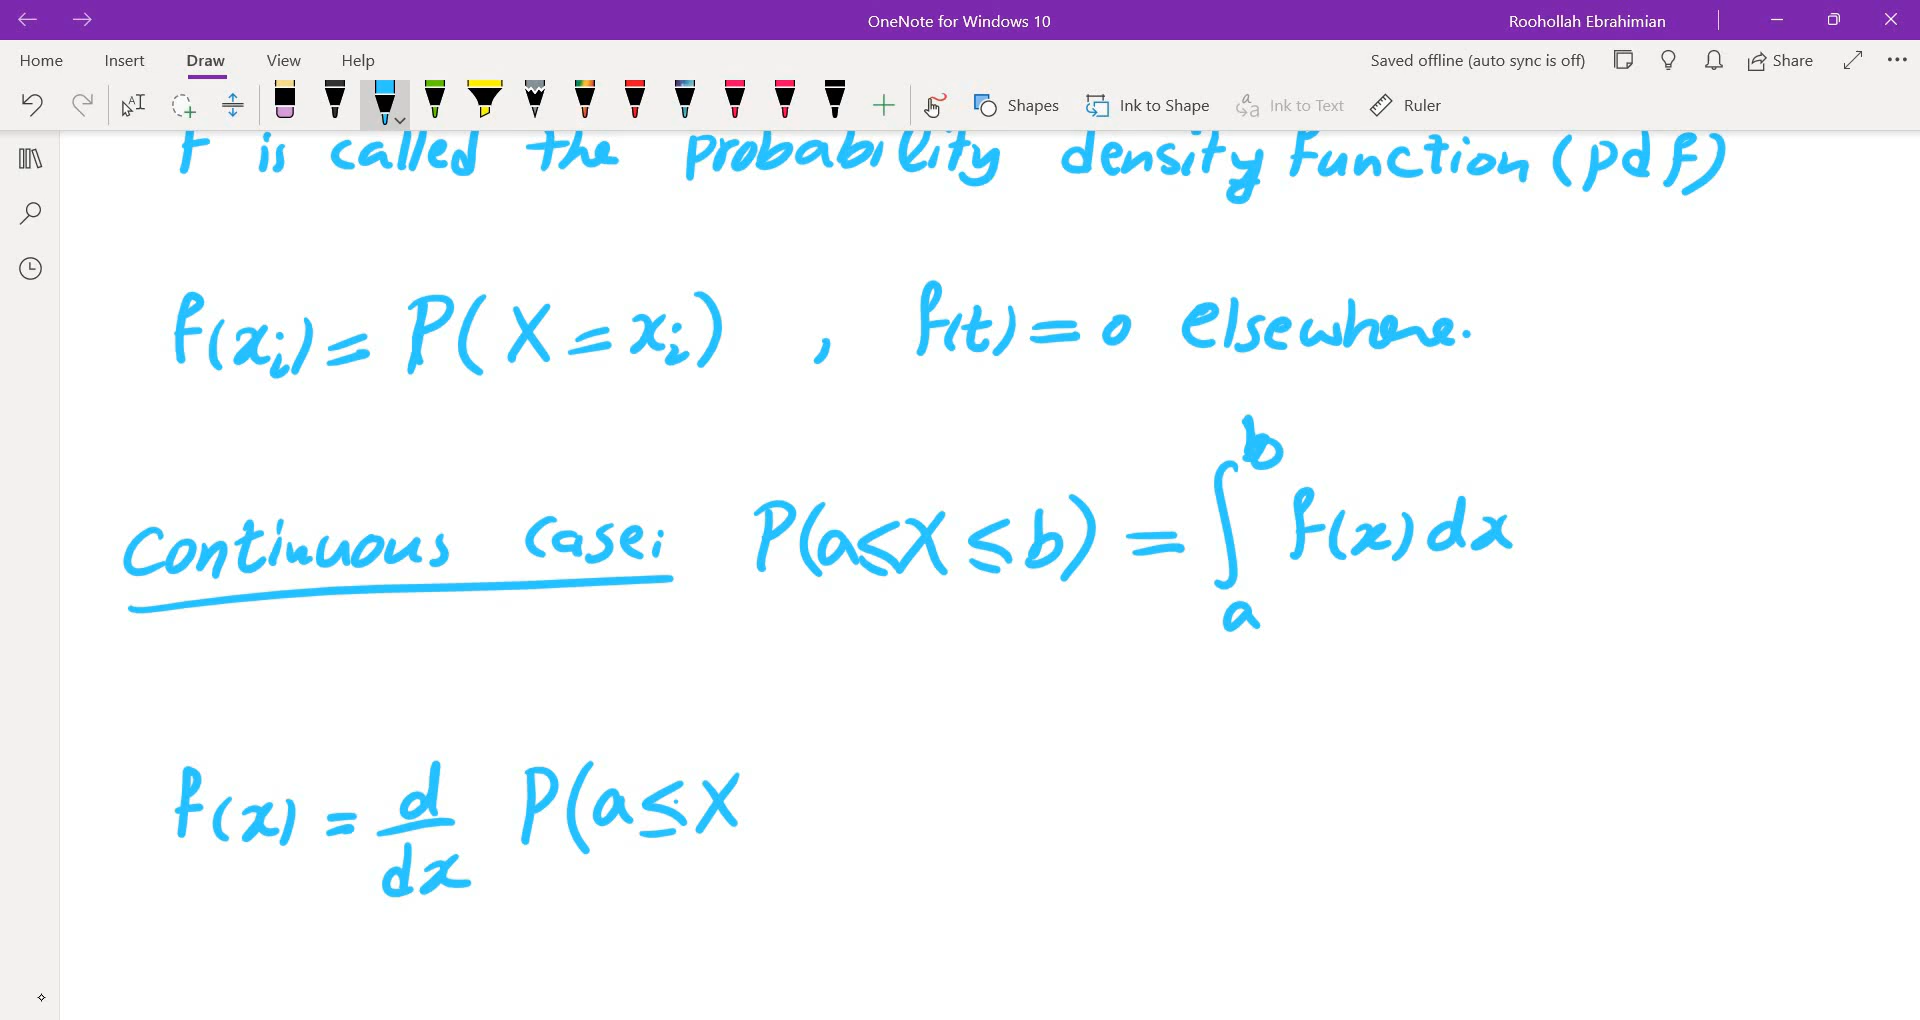 OneNote for Windows 10
Roohollah Ebrahimian
Home Insert Draw View Help
Saved offline (auto sync is off) Share
Shapes Ink to Shape Ink to Text Ruler
f is called the probability density function (pdf)
f(xᵢ) = P(X = xᵢ) , f(t) = 0 elsewhere.
Continuous case: P(a ≤ X ≤ b) = ∫ₐᵇ f(x) dx
f(x) = d/dx P(a ≤ X